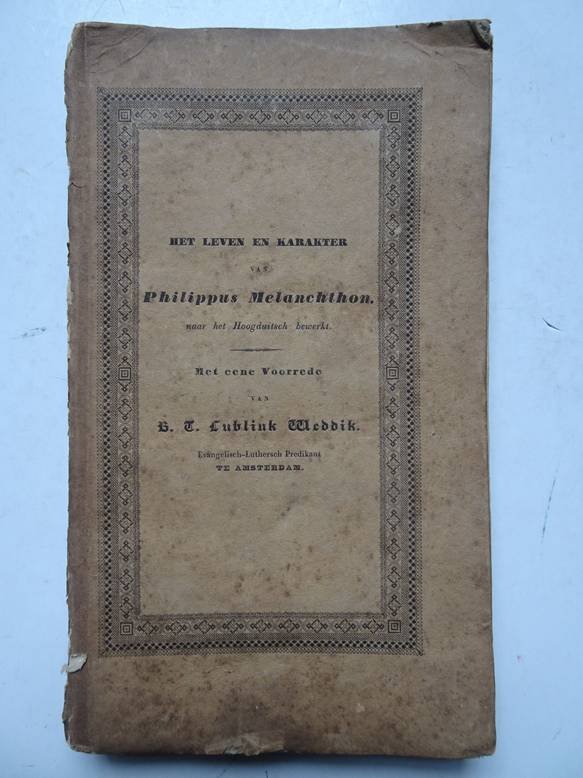 HET LEVEN EN KARAKTER
VAN
Philippus Melanchthon.
naar het Hoogduitsch bewerkt.
Met eene Voorrede
VAN
B. T. Lublink Weddik.
Evangelisch-Luthersch Predikant
TE AMSTERDAM.